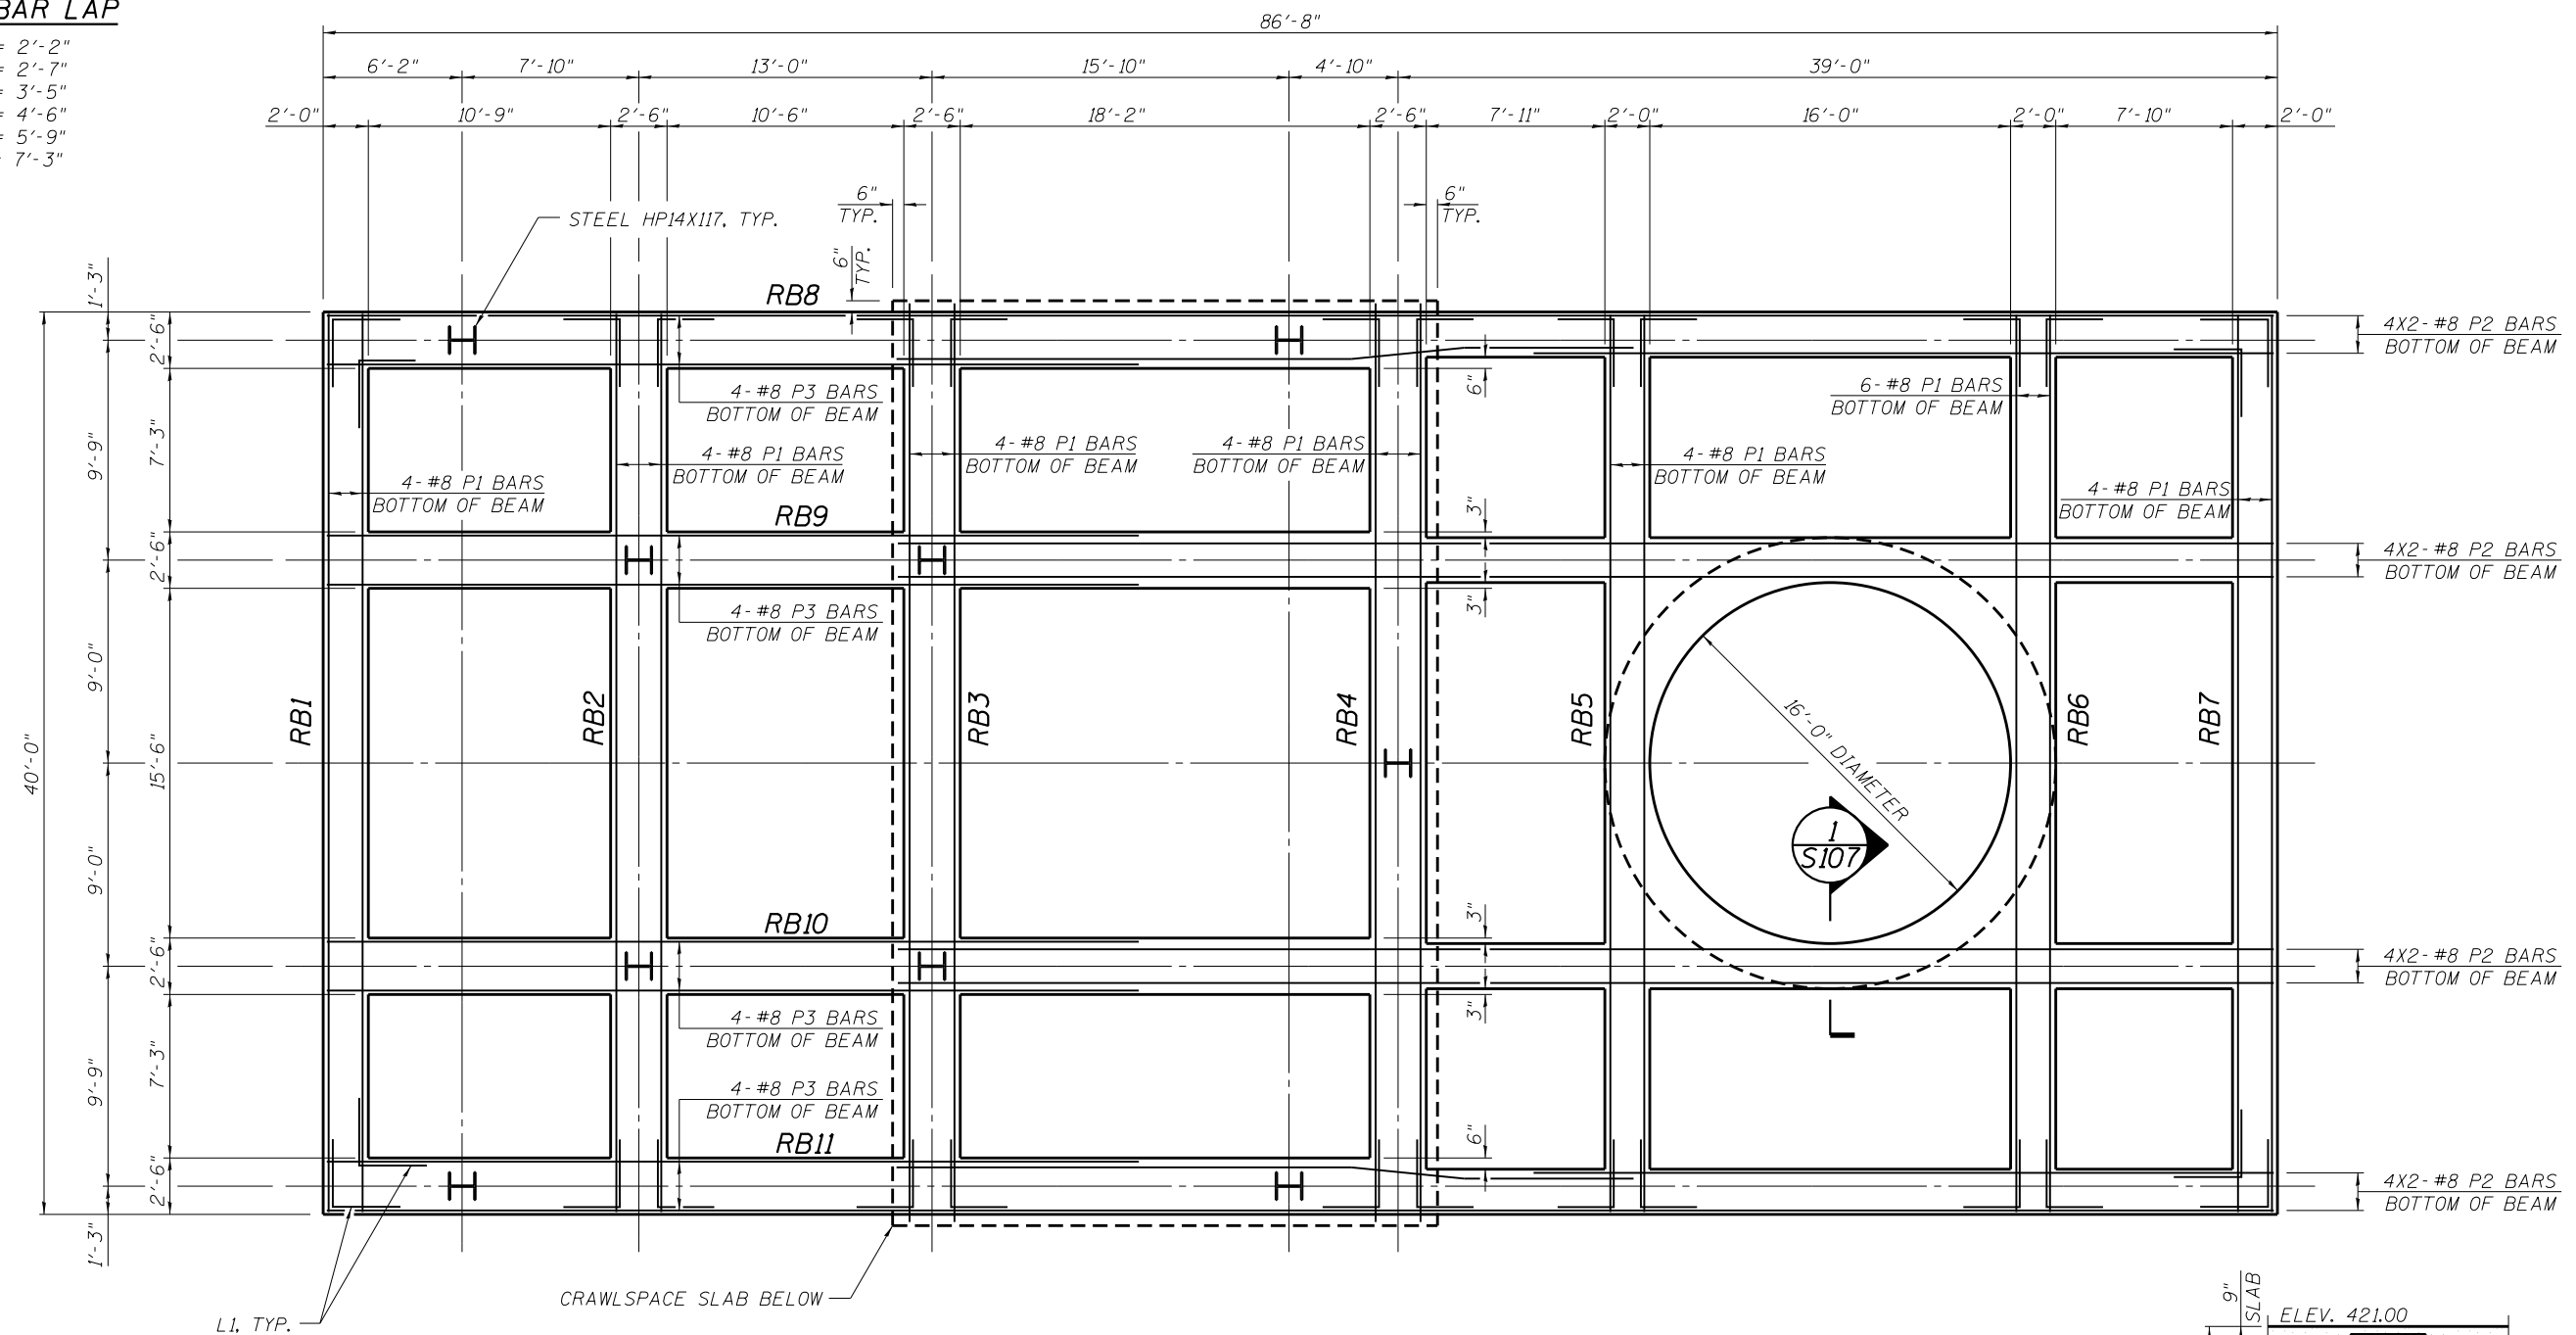 BAR LAP
= 2'-2"
= 2'-7"
= 3'-5"
= 4'-6"
= 5'-9"
= 7'-3"
86'-8"
6'-2" 7'-10" 13'-0" 15'-10" 4'-10" 39'-0"
2'-0" 10'-9" 2'-6" 10'-6" 2'-6" 18'-2" 2'-6" 7'-11" 2'-0" 16'-0" 2'-0" 7'-10" 2'-0"
STEEL HP14X117, TYP.
6"
TYP.
6"
TYP.
6"
TYP.
1'-3"
9'-9"
9'-0"
9'-0"
9'-9"
1'-3"
40'-0"
2'-6"
7'-3"
2'-6"
15'-6"
2'-6"
7'-3"
2'-6"
RB8
4-#8 P3 BARS
BOTTOM OF BEAM
4-#8 P1 BARS
BOTTOM OF BEAM
4-#8 P1 BARS
BOTTOM OF BEAM
4-#8 P1 BARS
BOTTOM OF BEAM
4-#8 P1 BARS
BOTTOM OF BEAM
6"
6-#8 P1 BARS
BOTTOM OF BEAM
4-#8 P1 BARS
BOTTOM OF BEAM
4-#8 P1 BARS
BOTTOM OF BEAM
4X2-#8 P2 BARS
BOTTOM OF BEAM
RB9
3"
4X2-#8 P2 BARS
BOTTOM OF BEAM
4-#8 P3 BARS
BOTTOM OF BEAM
3"
RB1
RB2
RB3
RB4
RB5
RB6
RB7
16'-0" DIAMETER
1
S107
RB10
3"
4X2-#8 P2 BARS
BOTTOM OF BEAM
3"
4-#8 P3 BARS
BOTTOM OF BEAM
4-#8 P3 BARS
BOTTOM OF BEAM
RB11
6"
4X2-#8 P2 BARS
BOTTOM OF BEAM
CRAWLSPACE SLAB BELOW
L1, TYP.
9"
SLAB
ELEV. 421.00